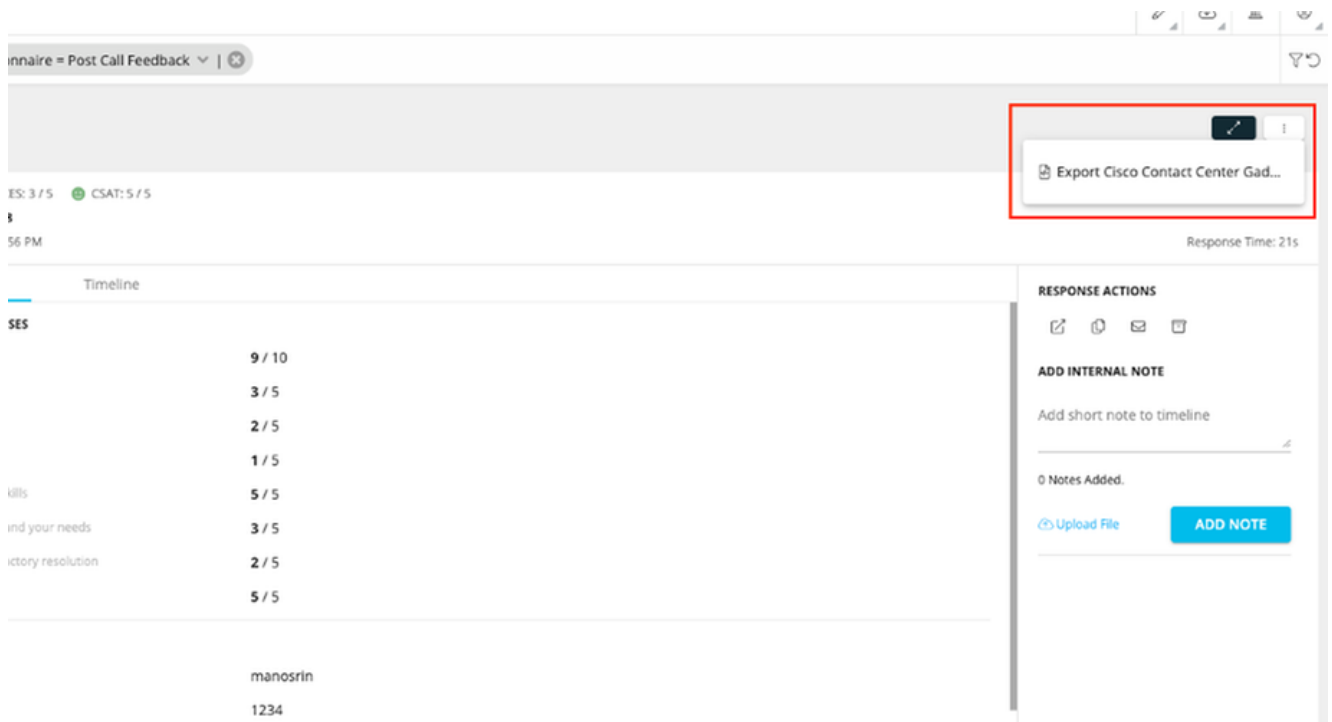 nnaire = Post Call Feedback
Export Cisco Contact Center Gad...
ES: 3 / 5 CSAT: 5 / 5
56 PM
Response Time: 21s
Timeline
RESPONSE ACTIONS
SES
9 / 10
3 / 5
ADD INTERNAL NOTE
2 / 5
Add short note to timeline
1 / 5
0 Notes Added.
kills 5 / 5
and your needs 3 / 5
Upload File ADD NOTE
actory resolution 2 / 5
5 / 5
manosrin
1234